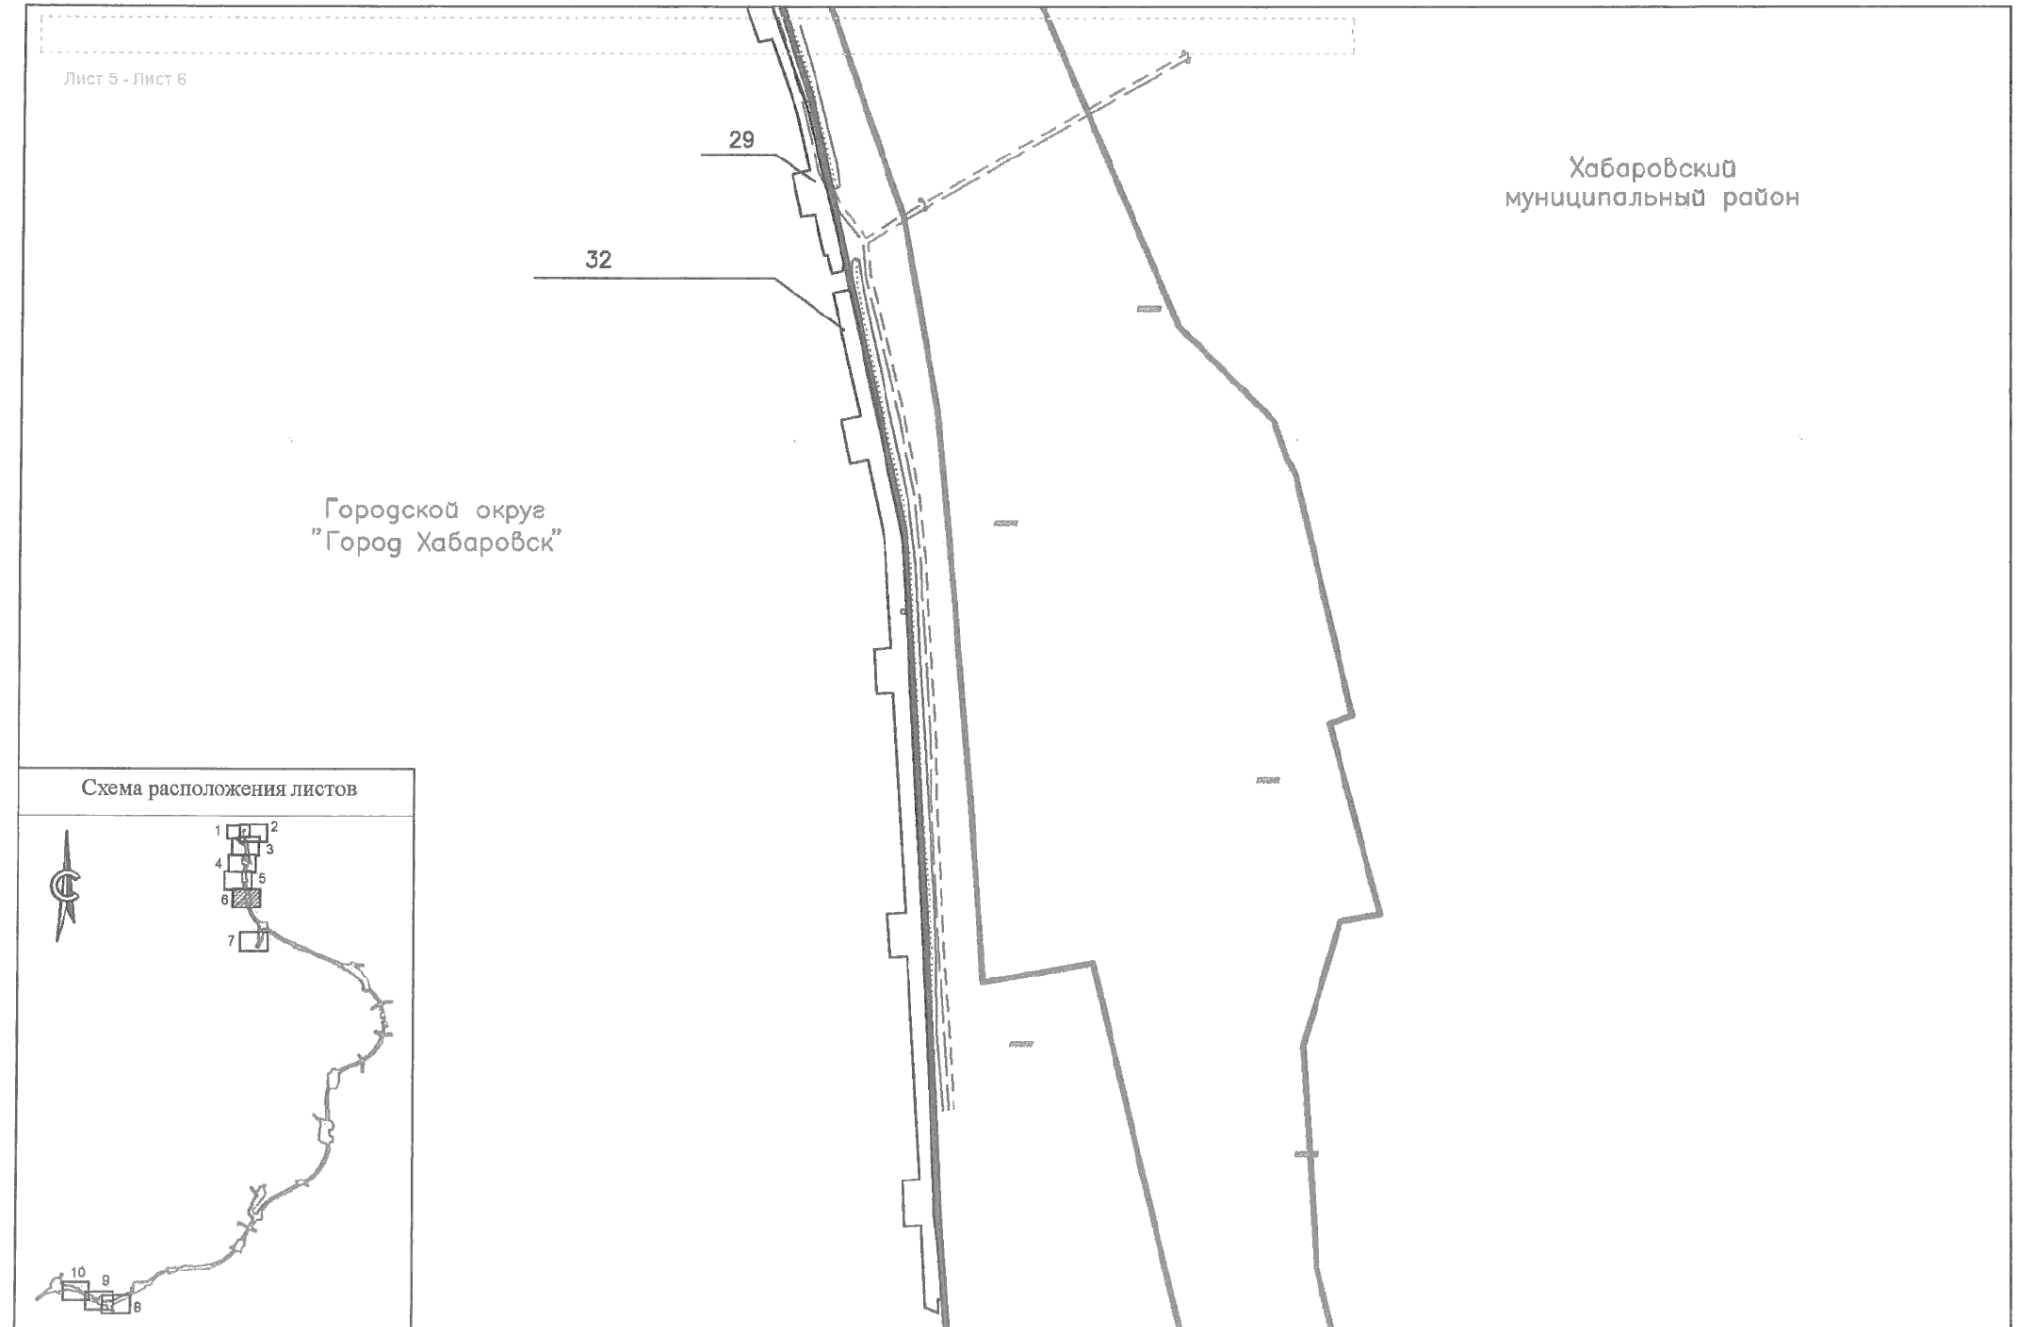 Лист 5 - Лист 6
29
Хабаровский
муниципальный район
32
Городской округ
"Город Хабаровск"
Схема расположения листов
1
2
3
4
5
6
7
10
9
8